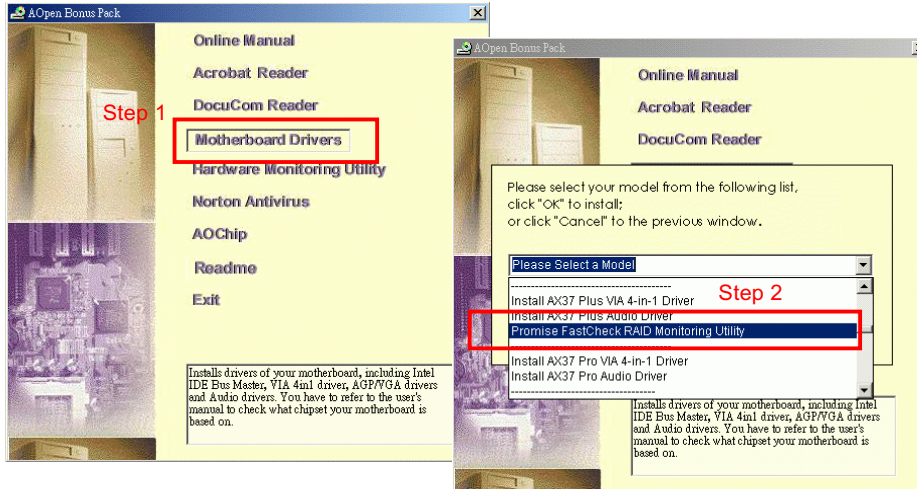 AOpen Bonus Pack
Online Manual
Acrobat Reader
DocuCom Reader
Step 1
Motherboard Drivers
Hardware Monitoring Utility
Norton Antivirus
AOChip
Readme
Exit
Installs drivers of your motherboard, including Intel
IDE Bus Master, VIA 4in1 driver, AGP/VGA drivers
and Audio drivers. You have to refer to the user's
manual to check what chipset your motherboard is
based on.
AOpen Bonus Pack
Online Manual
Acrobat Reader
DocuCom Reader
Please select your model from the following list,
click "OK" to install;
or click "Cancel" to the previous window.
Please Select a Model
----------------------------------------
Install AX37 Plus VIA 4-in-1 Driver
Step 2
Install AX37 Plus Audio Driver
Promise FastCheck RAID Monitoring Utility
----------------------------------------
Install AX37 Pro VIA 4-in-1 Driver
Install AX37 Pro Audio Driver
----------------------------------------
Installs drivers of your motherboard, including Intel
IDE Bus Master, VIA 4in1 driver, AGP/VGA drivers
and Audio drivers. You have to refer to the user's
manual to check what chipset your motherboard is
based on.